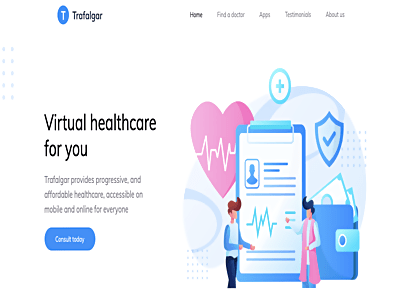 T Trafalgar
Home Find a doctor Apps Testimonials About us
Virtual healthcare
for you
Trafalgar provides progressive, and
affordable healthcare, accessible on
mobile and online for everyone
Consult today